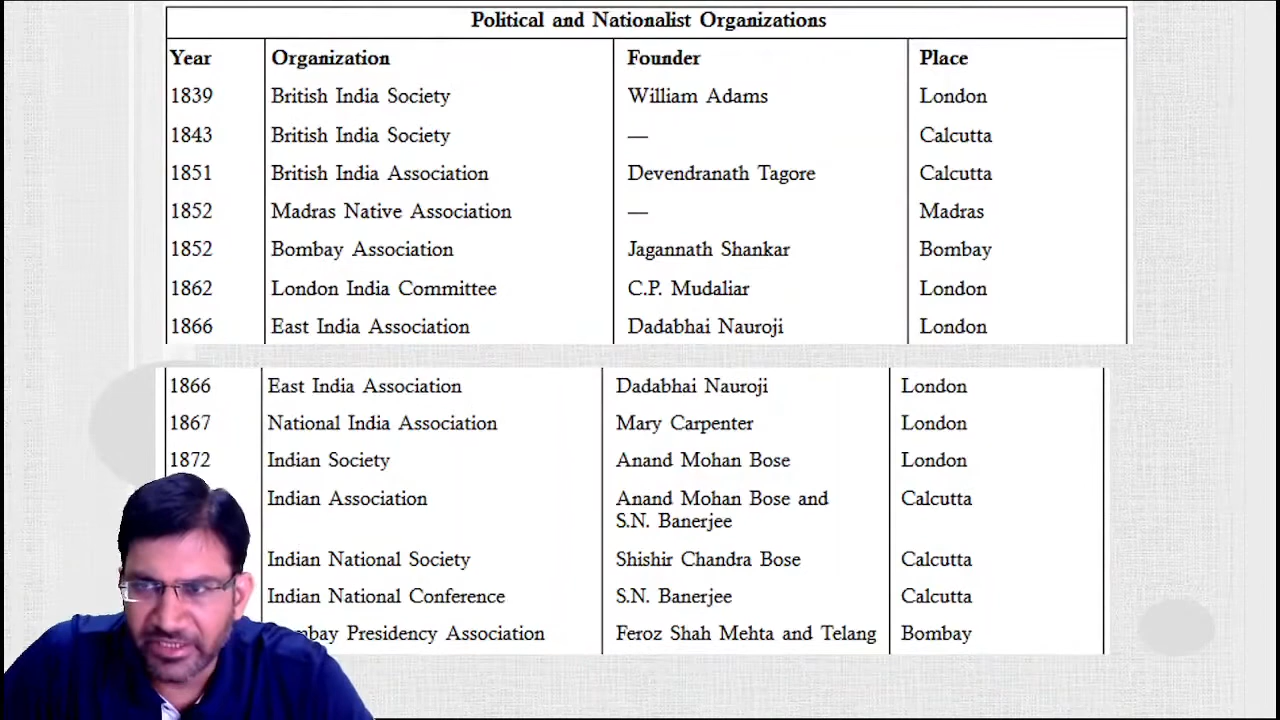 Political and Nationalist Organizations
Year Organization Founder Place
1839 British India Society William Adams London
1843 British India Society — Calcutta
1851 British India Association Devendranath Tagore Calcutta
1852 Madras Native Association — Madras
1852 Bombay Association Jagannath Shankar Bombay
1862 London India Committee C.P. Mudaliar London
1866 East India Association Dadabhai Nauroji London
1866 East India Association Dadabhai Nauroji London
1867 National India Association Mary Carpenter London
1872 Indian Society Anand Mohan Bose London
Indian Association Anand Mohan Bose and Calcutta
S.N. Banerjee
Indian National Society Shishir Chandra Bose Calcutta
Indian National Conference S.N. Banerjee Calcutta
Presidency Association Feroz Shah Mehta and Telang Bombay